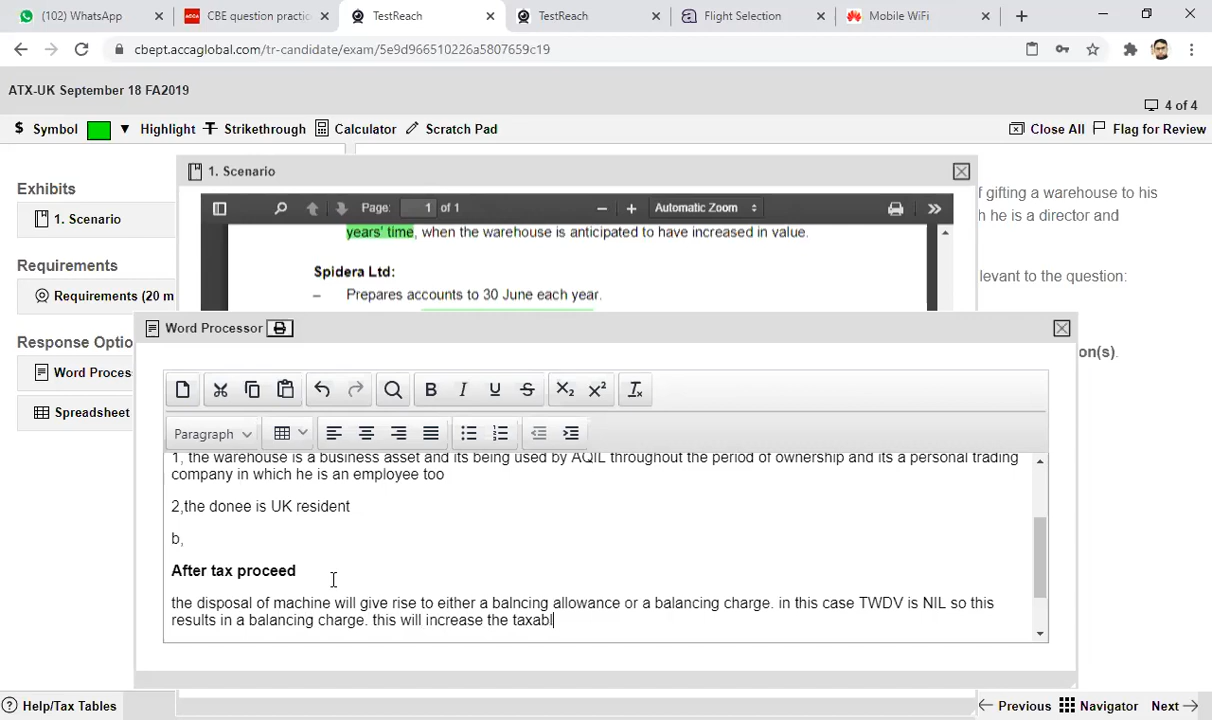 (102) WhatsApp
CBE question practic
TestReach
TestReach
Flight Selection
Mobile WiFi
cbept.accaglobal.com/tr-candidate/exam/5e9d966510226a5807659c19
ATX-UK September 18 FA2019
4 of 4
$ Symbol
Highlight
Strikethrough
Calculator
Scratch Pad
Close All
Flag for Review
Exhibits
1. Scenario
Requirements
Requirements (20 m
Response Optio
Word Proces
Spreadsheet
1. Scenario
f gifting a warehouse to his
h he is a director and
levant to the question:
on(s).
Page: 1 of 1
Automatic Zoom
years' time, when the warehouse is anticipated to have increased in value.
Spidera Ltd:
– Prepares accounts to 30 June each year.
Word Processor
Paragraph
1, the warehouse is a business asset and its being used by AQIL throughout the period of ownership and its a personal trading
company in which he is an employee too
2,the donee is UK resident
b,
After tax proceed
the disposal of machine will give rise to either a balncing allowance or a balancing charge. in this case TWDV is NIL so this
results in a balancing charge. this will increase the taxabl
Help/Tax Tables
Previous
Navigator
Next